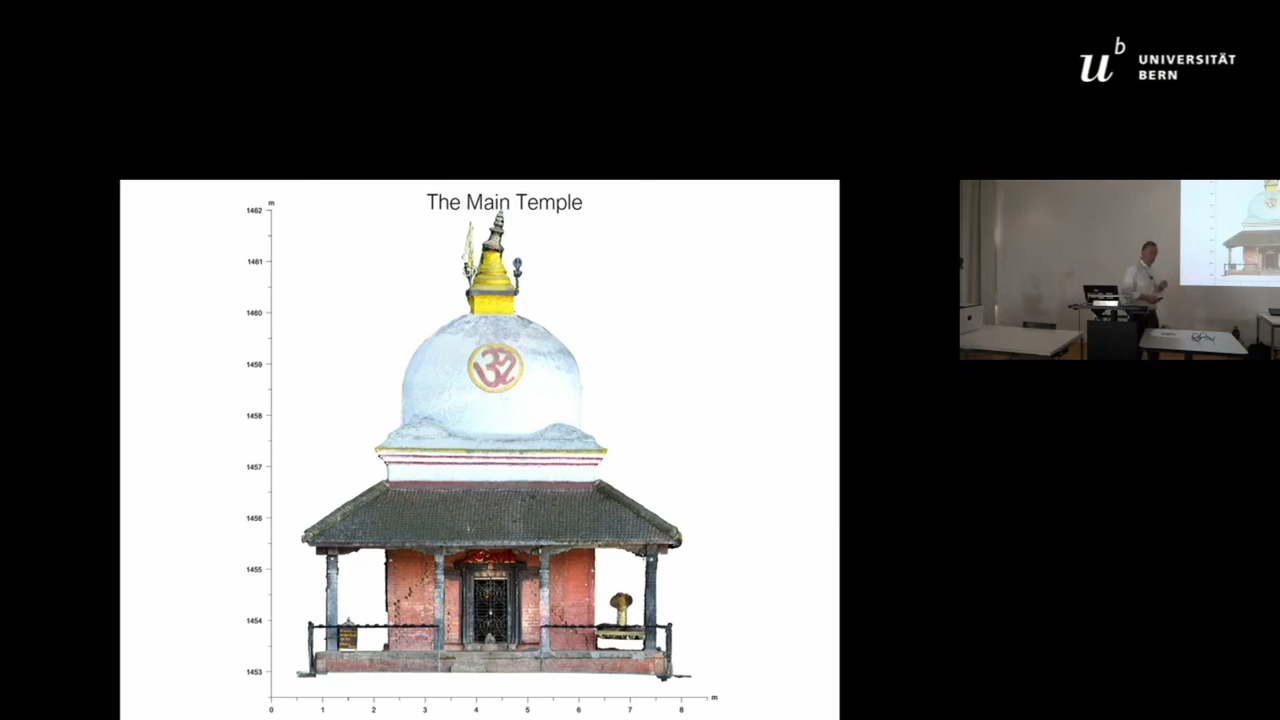 u b UNIVERSITÄT
BERN
The Main Temple
m
1462
1461
1460
1459
1458
1457
1456
1455
1454
1453
0 1 2 3 4 5 6 7 8 m
ॐ